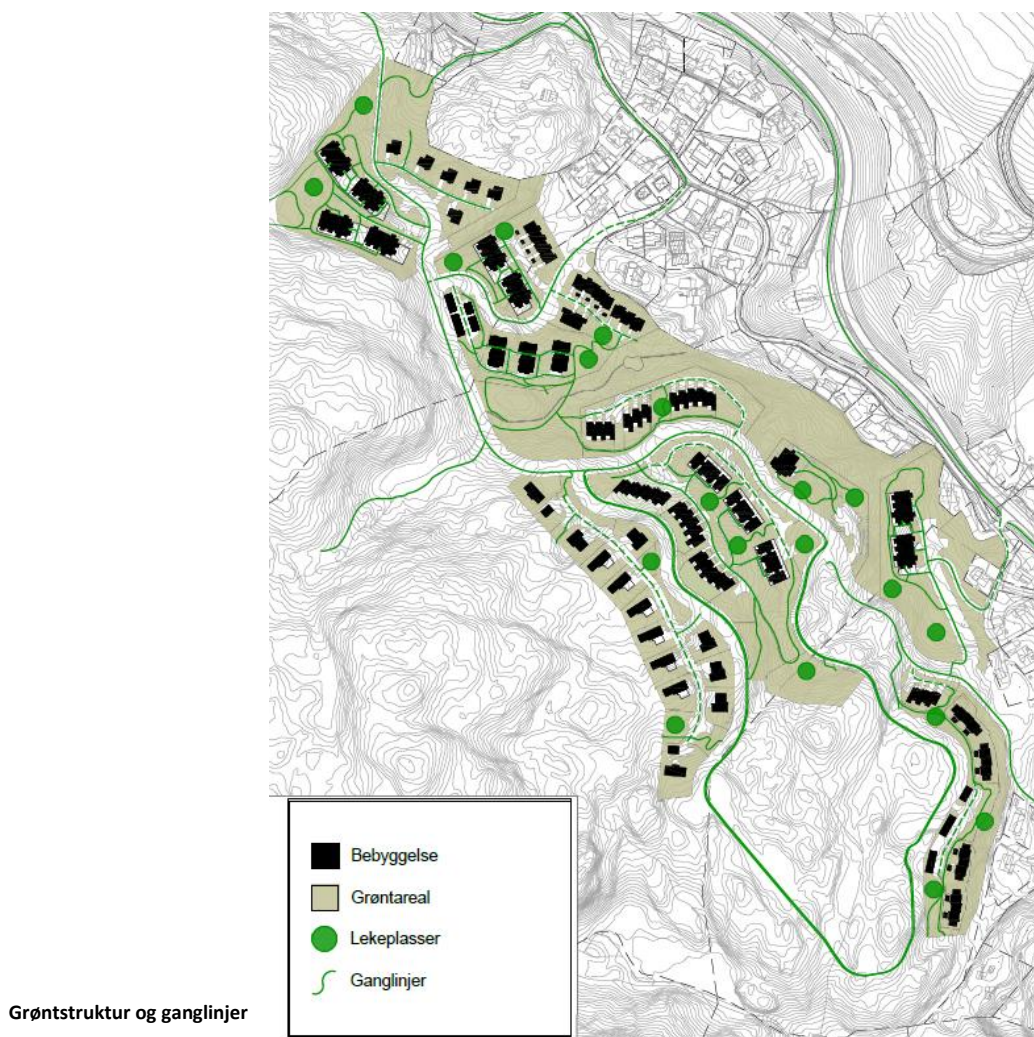 Bebyggelse
Grøntareal
Lekeplasser
Ganglinjer
Grøntstruktur og ganglinjer